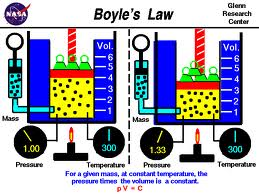 NASA
Boyle's Law
Glenn
Research
Center
Vol.
6
5
4
3
2
1
Mass
1.00
300
Pressure
Temperature
Vol.
6
5
4
3
2
1
Mass
1.33
300
Pressure
Temperature
For a given mass, at constant temperature, the
pressure times the volume is a constant.
p V = C